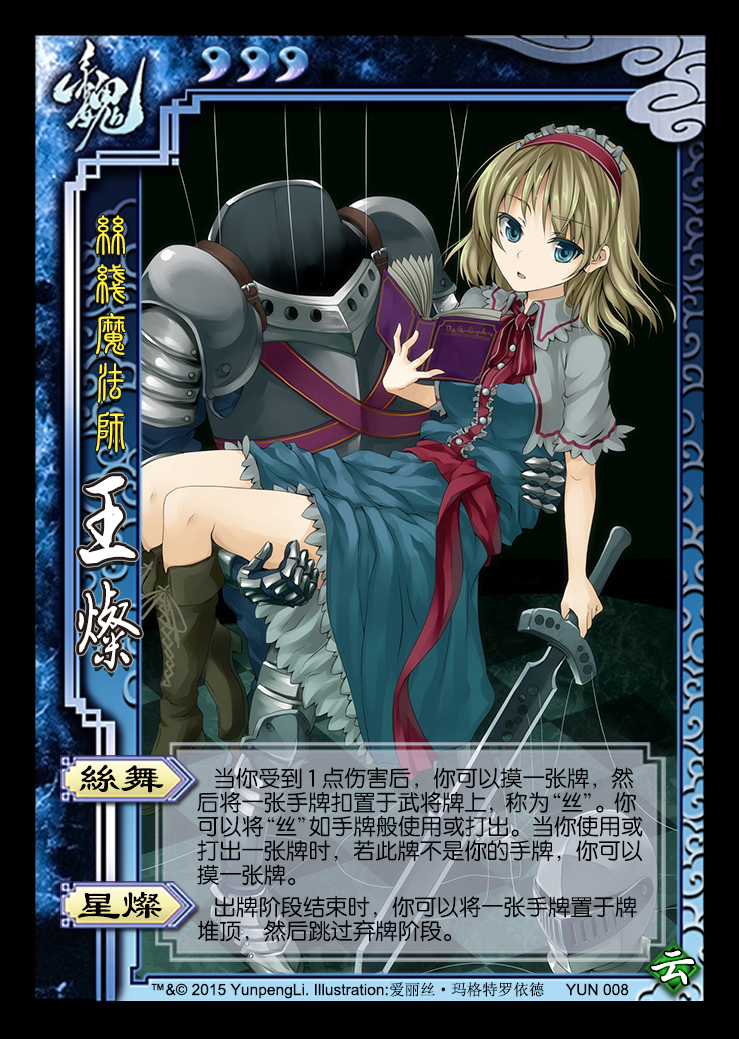 魏
絲綫魔法師
王燦
絲舞
当你受到1点伤害后，你可以摸一张牌，然
后将一张手牌扣置于武将牌上，称为“丝”。你
可以将“丝”如手牌般使用或打出。当你使用或
打出一张牌时，若此牌不是你的手牌，你可以
摸一张牌。
星燦
出牌阶段结束时，你可以将一张手牌置于牌
堆顶，然后跳过弃牌阶段。
云
™&© 2015 YunpengLi. Illustration:爱丽丝·玛格特罗依德 YUN 008